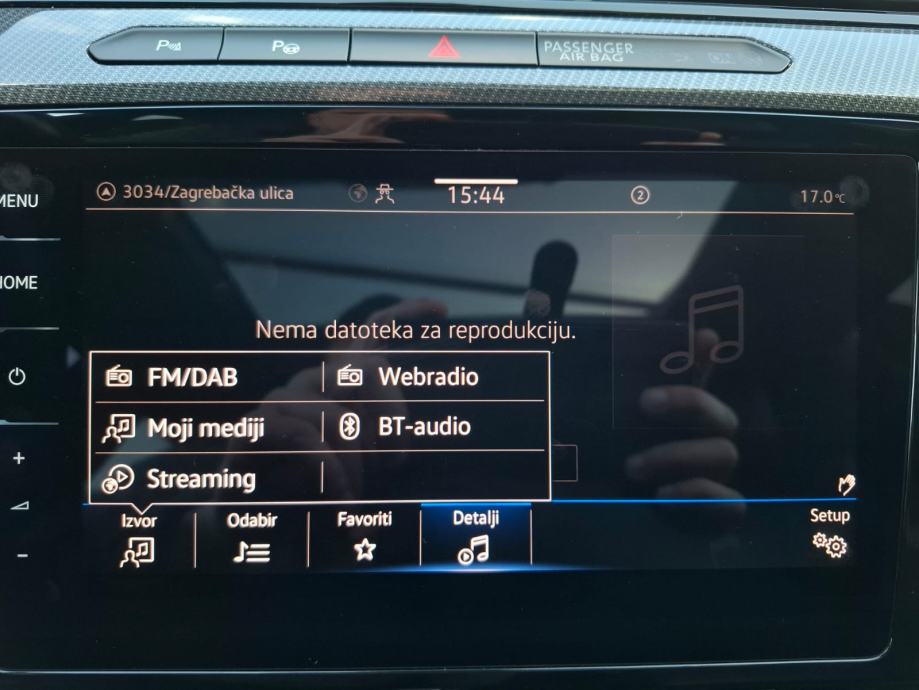 P
P
PASSENGER
AIR BAG
MENU
3034/Zagrebačka ulica
15:44
2
17.0°C
HOME
Nema datoteka za reprodukciju.
FM/DAB
Webradio
Moji mediji
BT-audio
Streaming
+
-
Izvor
Odabir
Favoriti
Detalji
Setup